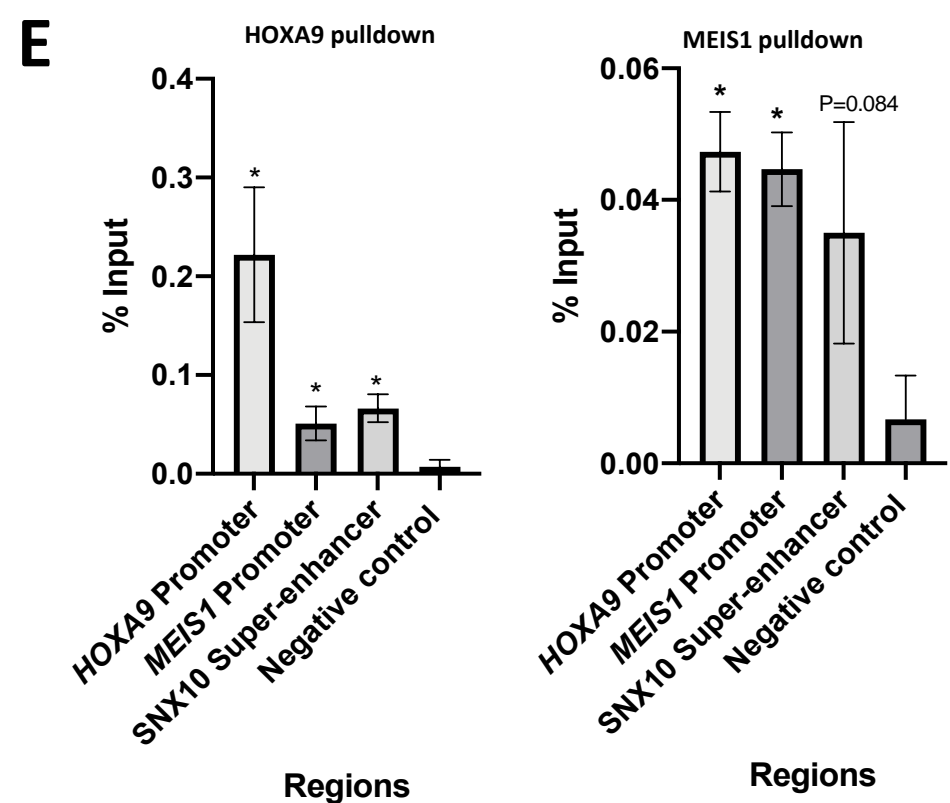 E
HOXA9 pulldown
% Input
0.4
0.3
0.2
0.1
0.0
*
*
*
HOXA9 Promoter
MEIS1 Promoter
SNX10 Super-enhancer
Negative control
Regions
MEIS1 pulldown
% Input
0.06
0.04
0.02
0.00
*
*
P=0.084
HOXA9 Promoter
MEIS1 Promoter
SNX10 Super-enhancer
Negative control
Regions